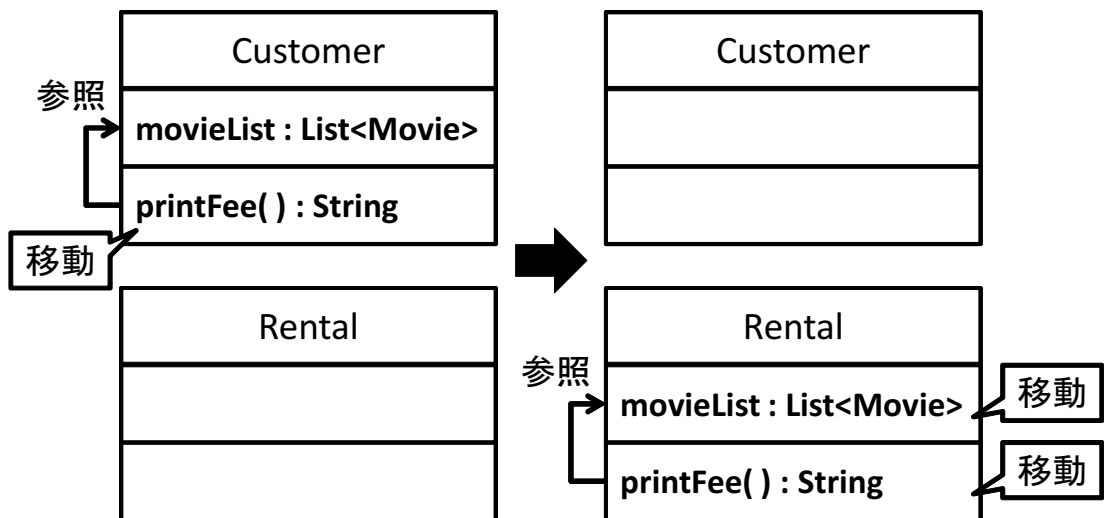 Customer
参照
movieList : List<Movie>
printFee( ) : String
移動
Rental
Customer
Rental
参照
movieList : List<Movie>
移動
printFee( ) : String
移動